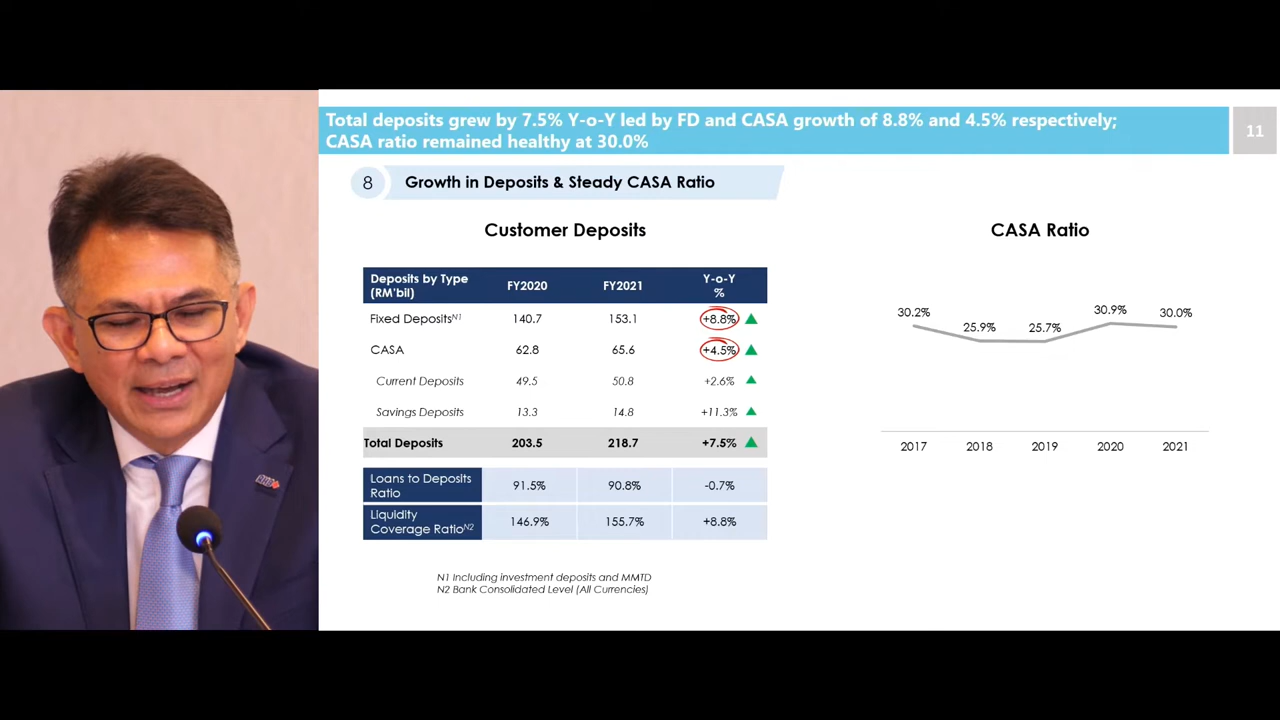 Total deposits grew by 7.5% Y-o-Y led by FD and CASA growth of 8.8% and 4.5% respectively;
CASA ratio remained healthy at 30.0%
11
8 Growth in Deposits & Steady CASA Ratio
Customer Deposits
Deposits by Type
(RM'bil)
FY2020
FY2021
Y-o-Y
%
Fixed Deposits^N1 140.7 153.1 +8.8%
CASA 62.8 65.6 +4.5%
Current Deposits 49.5 50.8 +2.6%
Savings Deposits 13.3 14.8 +11.3%
Total Deposits 203.5 218.7 +7.5%
Loans to Deposits
Ratio
91.5% 90.8% -0.7%
Liquidity
Coverage Ratio^N2
146.9% 155.7% +8.8%
N1 Including investment deposits and MMTD
N2 Bank Consolidated Level (All Currencies)
CASA Ratio
30.2% 25.9% 25.7% 30.9% 30.0%
2017 2018 2019 2020 2021